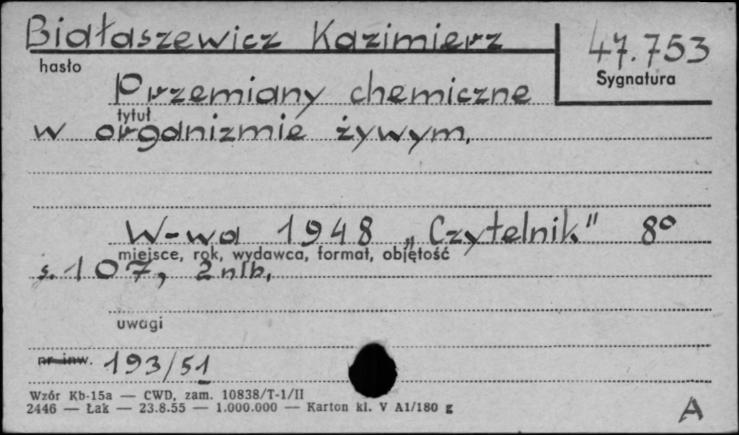 Białaszewicz Kazimierz
47.753
hasło
Sygnatura
Przemiany chemiczne
tytuł
w organizmie żywym.
W-wa 1948 „Czytelnik" 8°
miejsce, rok, wydawca, format, objętość
s. 107, 2 nlb.
uwagi
nr inw. 193/51
Wzór Kb-15a — CWD, zam. 10838/T-1/II
2446 — Łak — 23.8.55 — 1.000.000 — Karton kl. V A1/180 g
A